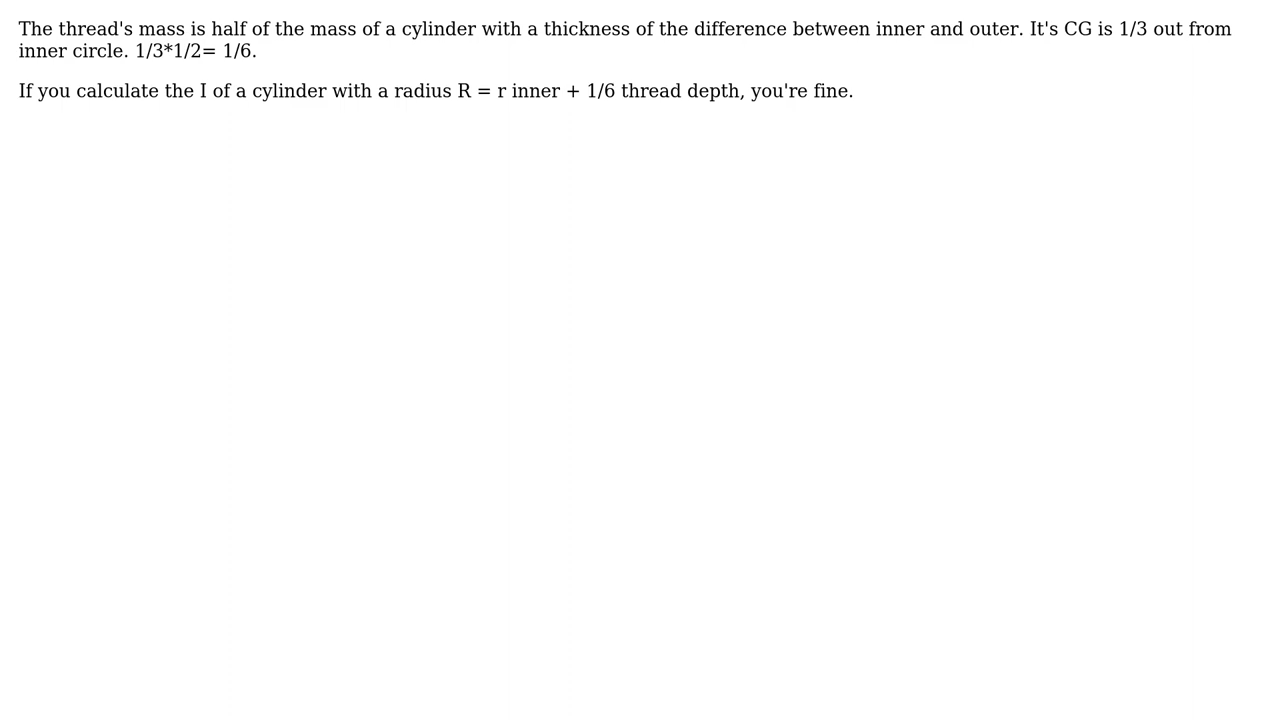 The thread's mass is half of the mass of a cylinder with a thickness of the difference between inner and outer. It's CG is 1/3 out from
inner circle. 1/3*1/2= 1/6.
If you calculate the I of a cylinder with a radius R = r inner + 1/6 thread depth, you're fine.